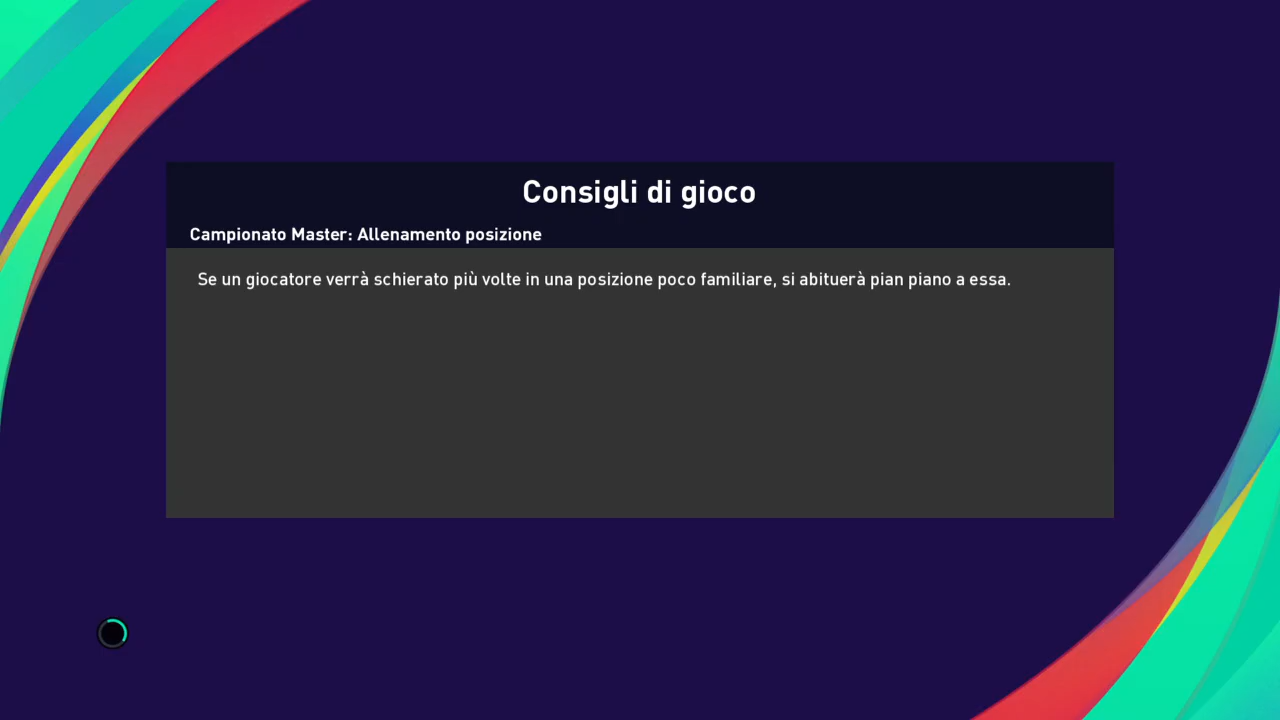 Consigli di gioco
Campionato Master: Allenamento posizione
Se un giocatore verrà schierato più volte in una posizione poco familiare, si abituerà pian piano a essa.